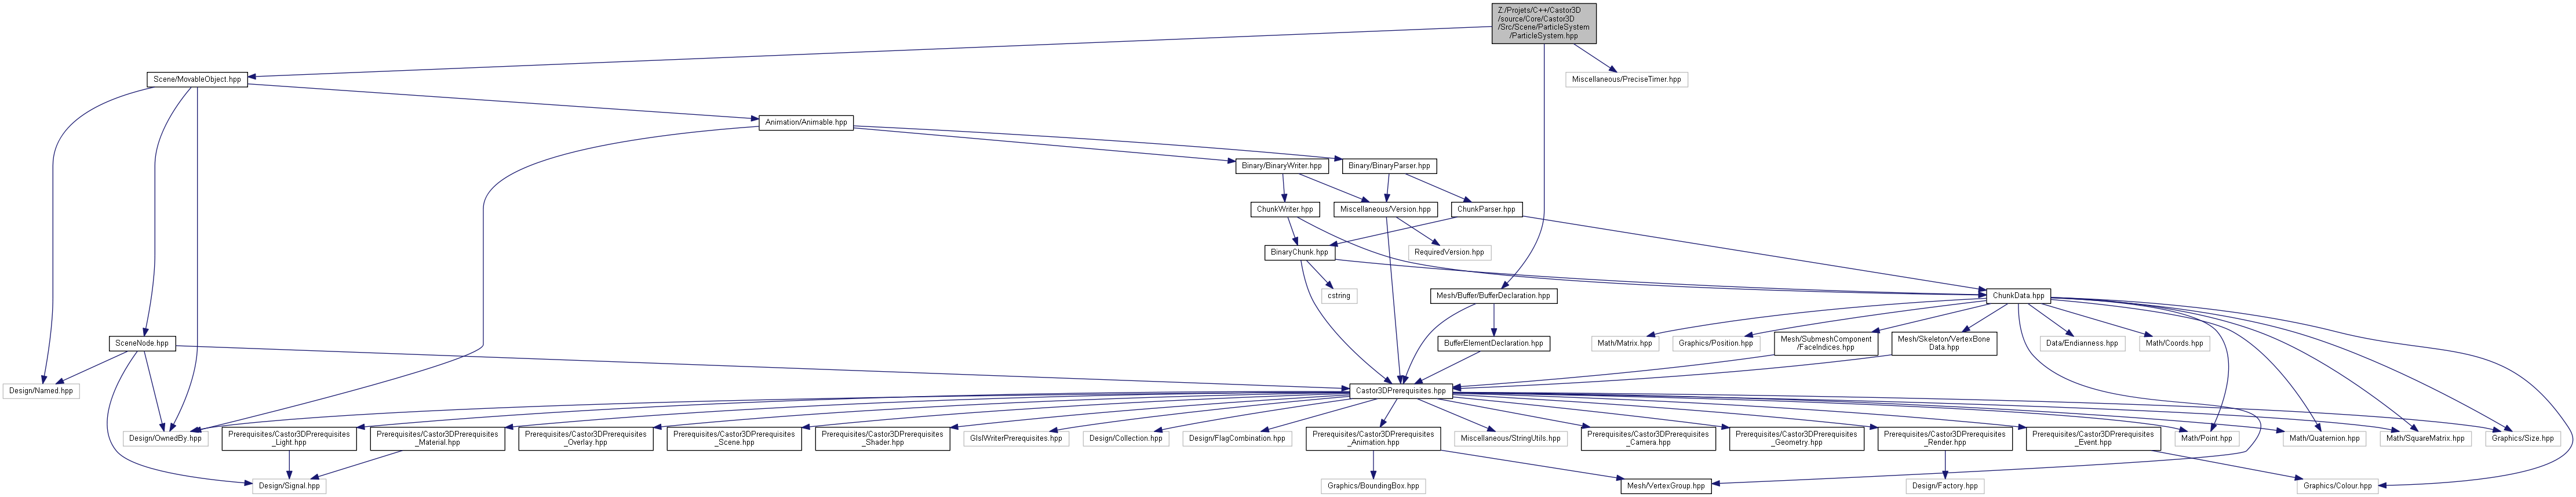 Z:/Projets/C++/Castor3D
/source/Core/Castor3D
/Src/Scene/ParticleSystem
/ParticleSystem.hpp
Scene/MovableObject.hpp
Miscellaneous/PreciseTimer.hpp
Animation/Animable.hpp
Binary/BinaryWriter.hpp
Binary/BinaryParser.hpp
ChunkWriter.hpp
Miscellaneous/Version.hpp
ChunkParser.hpp
BinaryChunk.hpp
RequiredVersion.hpp
cstring
Mesh/Buffer/BufferDeclaration.hpp
ChunkData.hpp
SceneNode.hpp
BufferElementDeclaration.hpp
Math/Matrix.hpp
Graphics/Position.hpp
Mesh/SubmeshComponent
/FaceIndices.hpp
Mesh/Skeleton/VertexBone
Data.hpp
Data/Endianness.hpp
Math/Coords.hpp
Design/Named.hpp
Castor3DPrerequisites.hpp
Design/OwnedBy.hpp
Prerequisites/Castor3DPrerequisites
_Light.hpp
Prerequisites/Castor3DPrerequisites
_Material.hpp
Prerequisites/Castor3DPrerequisites
_Overlay.hpp
Prerequisites/Castor3DPrerequisites
_Scene.hpp
Prerequisites/Castor3DPrerequisites
_Shader.hpp
GlslWriterPrerequisites.hpp
Design/Collection.hpp
Design/FlagCombination.hpp
Prerequisites/Castor3DPrerequisites
_Animation.hpp
Miscellaneous/StringUtils.hpp
Prerequisites/Castor3DPrerequisites
_Camera.hpp
Prerequisites/Castor3DPrerequisites
_Geometry.hpp
Prerequisites/Castor3DPrerequisites
_Render.hpp
Prerequisites/Castor3DPrerequisites
_Event.hpp
Math/Point.hpp
Math/Quaternion.hpp
Math/SquareMatrix.hpp
Graphics/Size.hpp
Design/Signal.hpp
Graphics/BoundingBox.hpp
Mesh/VertexGroup.hpp
Design/Factory.hpp
Graphics/Colour.hpp